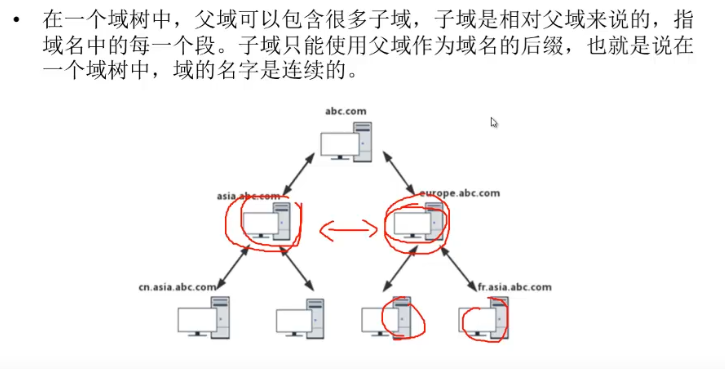 • 在一个域树中，父域可以包含很多子域，子域是相对父域来说的，指
域名中的每一个段。子域只能使用父域作为域名的后缀，也就是说在
一个域树中，域的名字是连续的。
abc.com
asia.abc.com
europe.abc.com
cn.asia.abc.com
fr.asia.abc.com